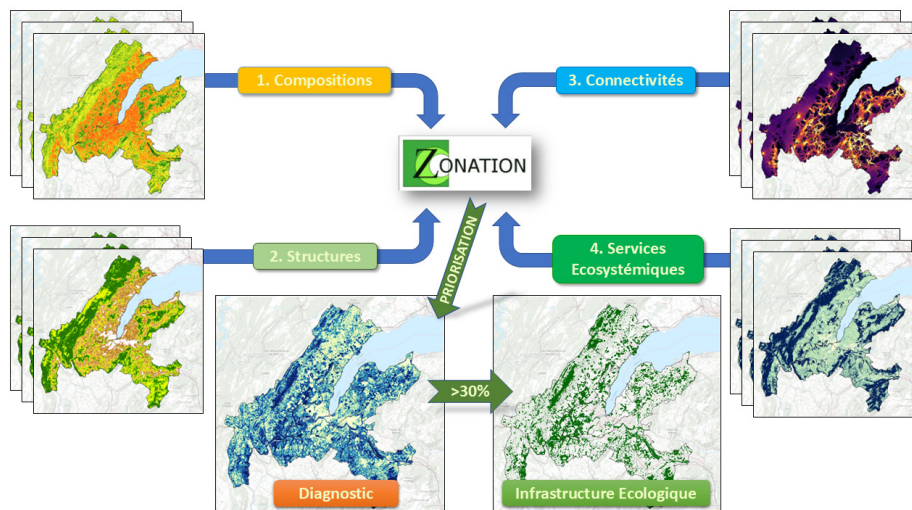 1. Compositions
3. Connectivités
ZONATION
2. Structures
4. Services
Ecosystémiques
PRIORISATION
>30%
Diagnostic
Infrastructure Ecologique